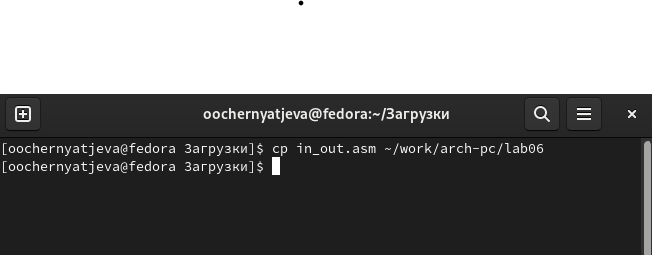 oochernyatjeva@fedora:~/Загрузки
[oochernyatjeva@fedora Загрузки]$ cp in_out.asm ~/work/arch-pc/lab06
[oochernyatjeva@fedora Загрузки]$